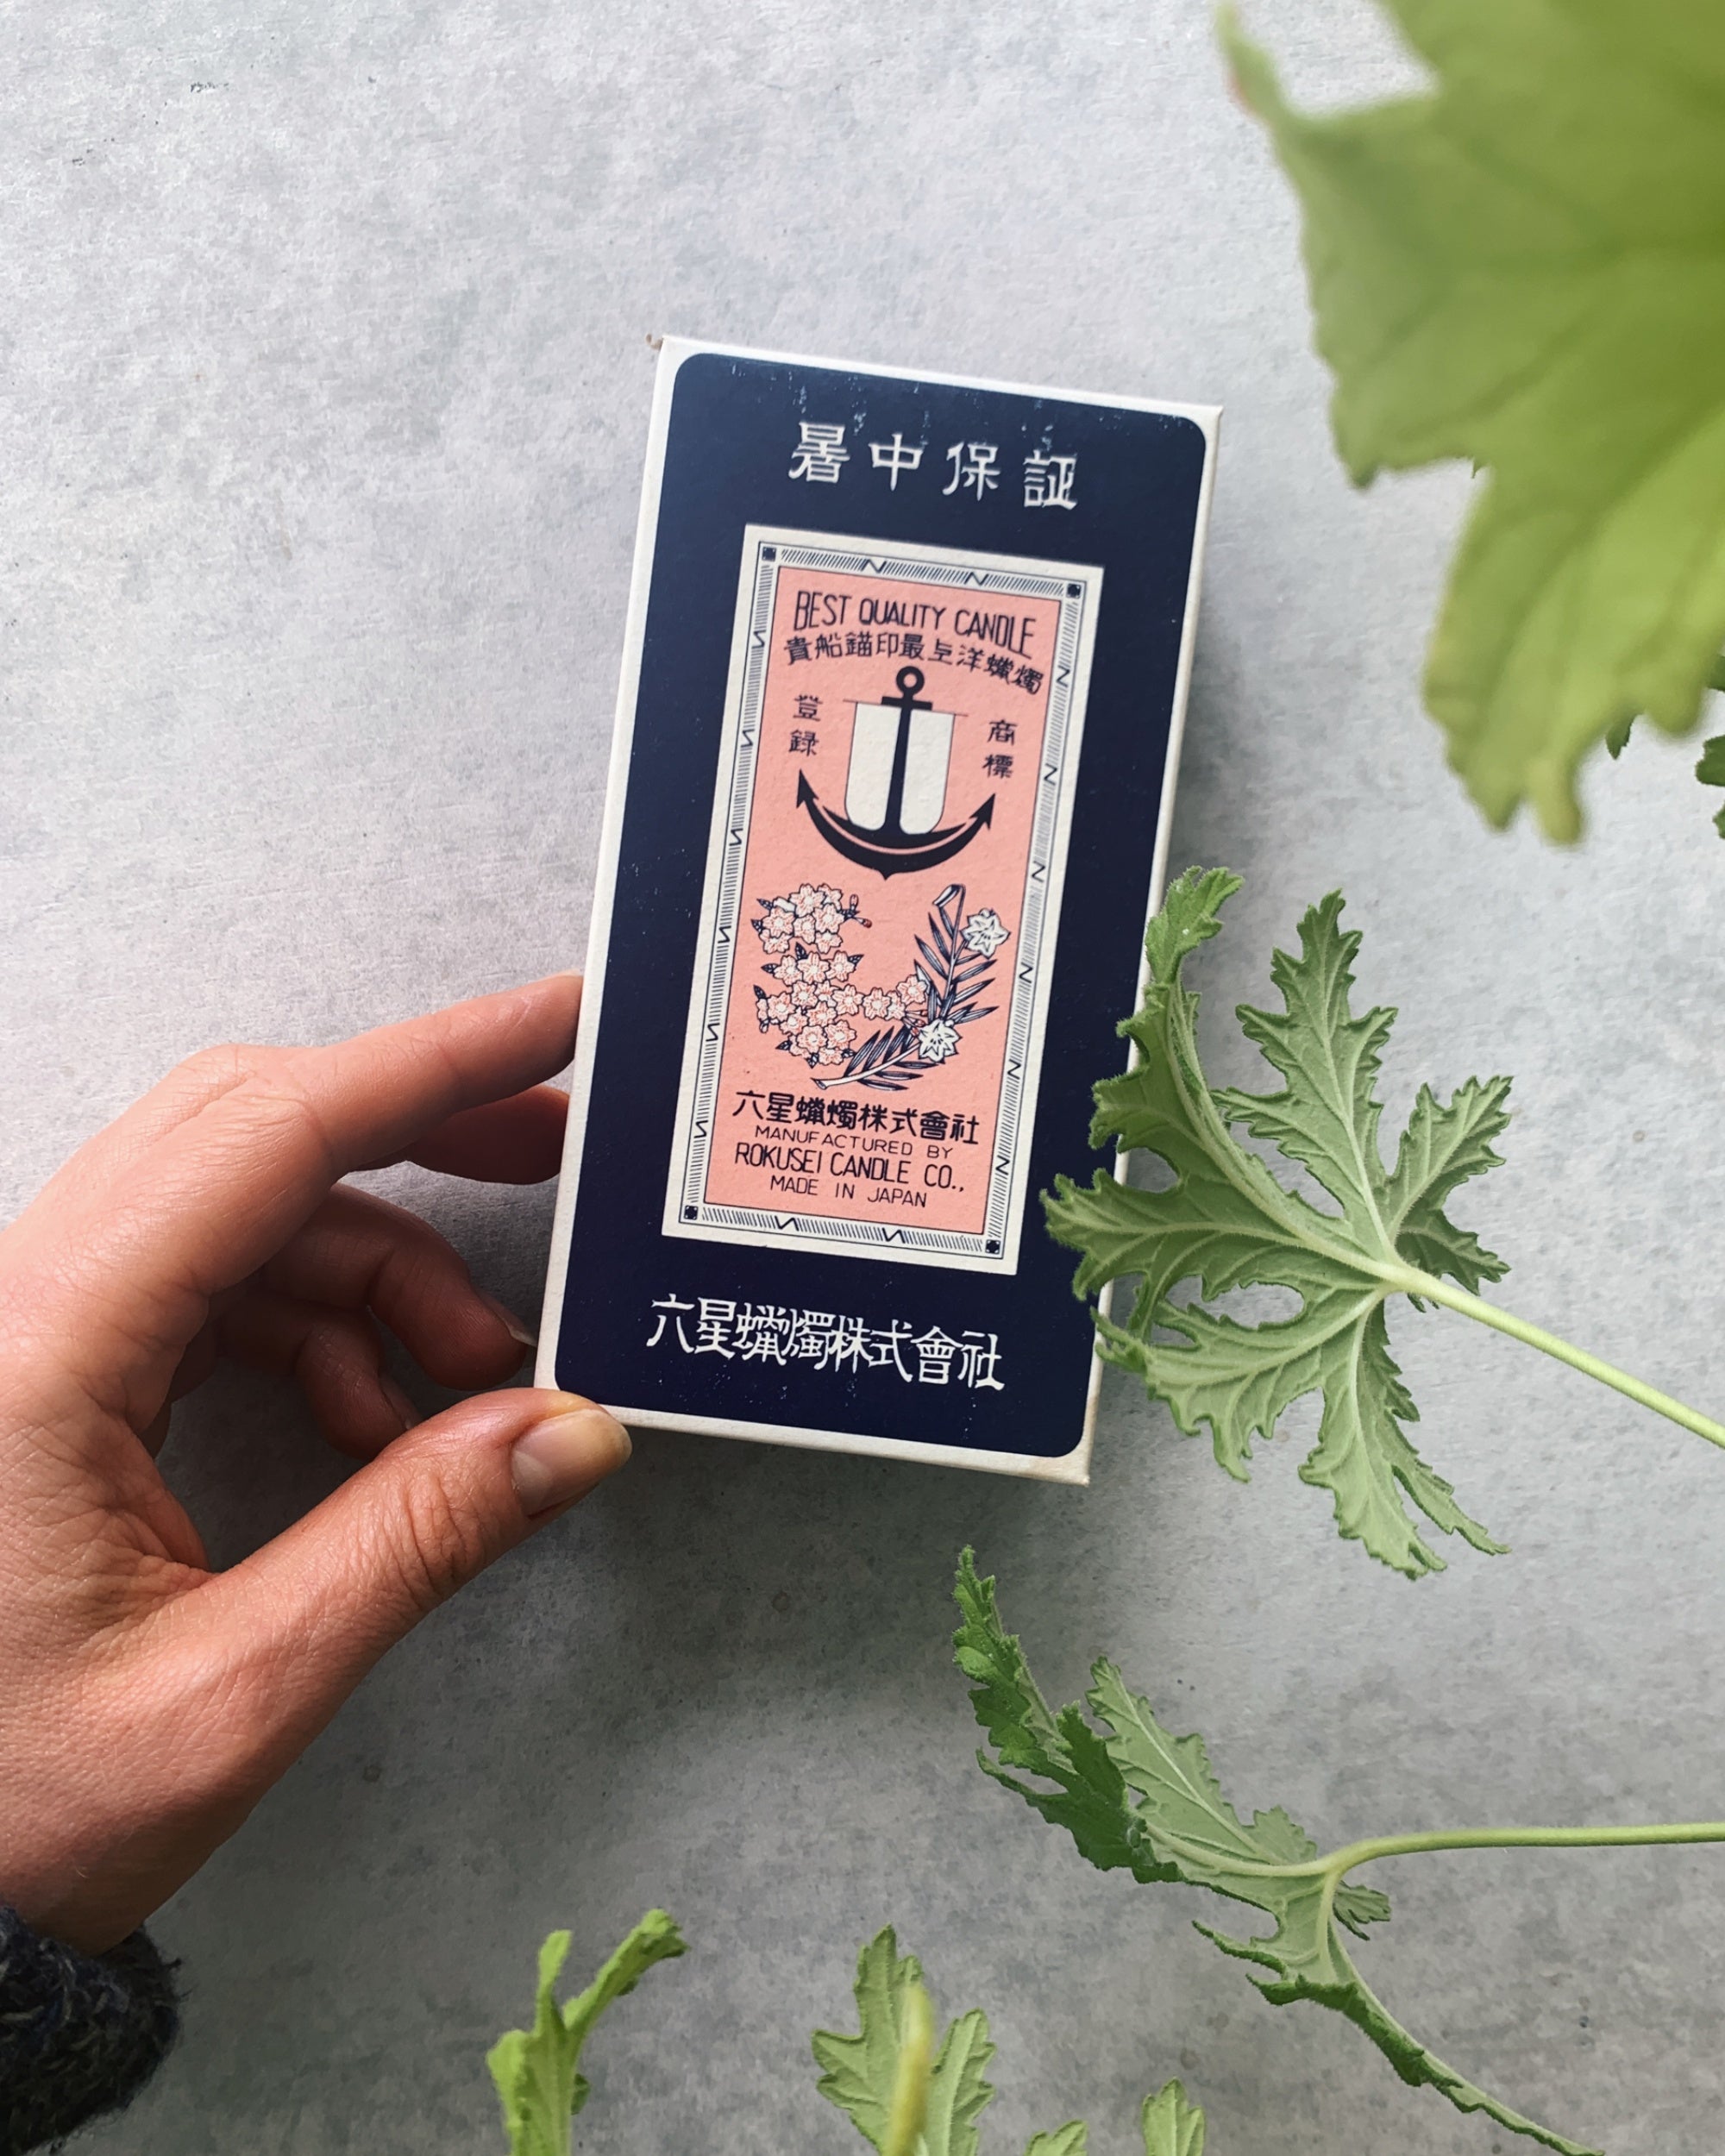 暑中保証
BEST QUALITY CANDLE
貴船錨印最上洋蠟燭
登録
商標
六星蠟燭株式會社
MANUFACTURED BY
ROKUSEI CANDLE CO.,
MADE IN JAPAN
六星蠟燭株式會社